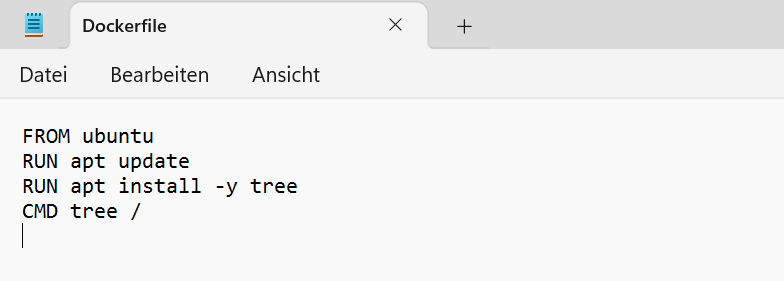 Dockerfile
Datei Bearbeiten Ansicht
FROM ubuntu
RUN apt update
RUN apt install -y tree
CMD tree /